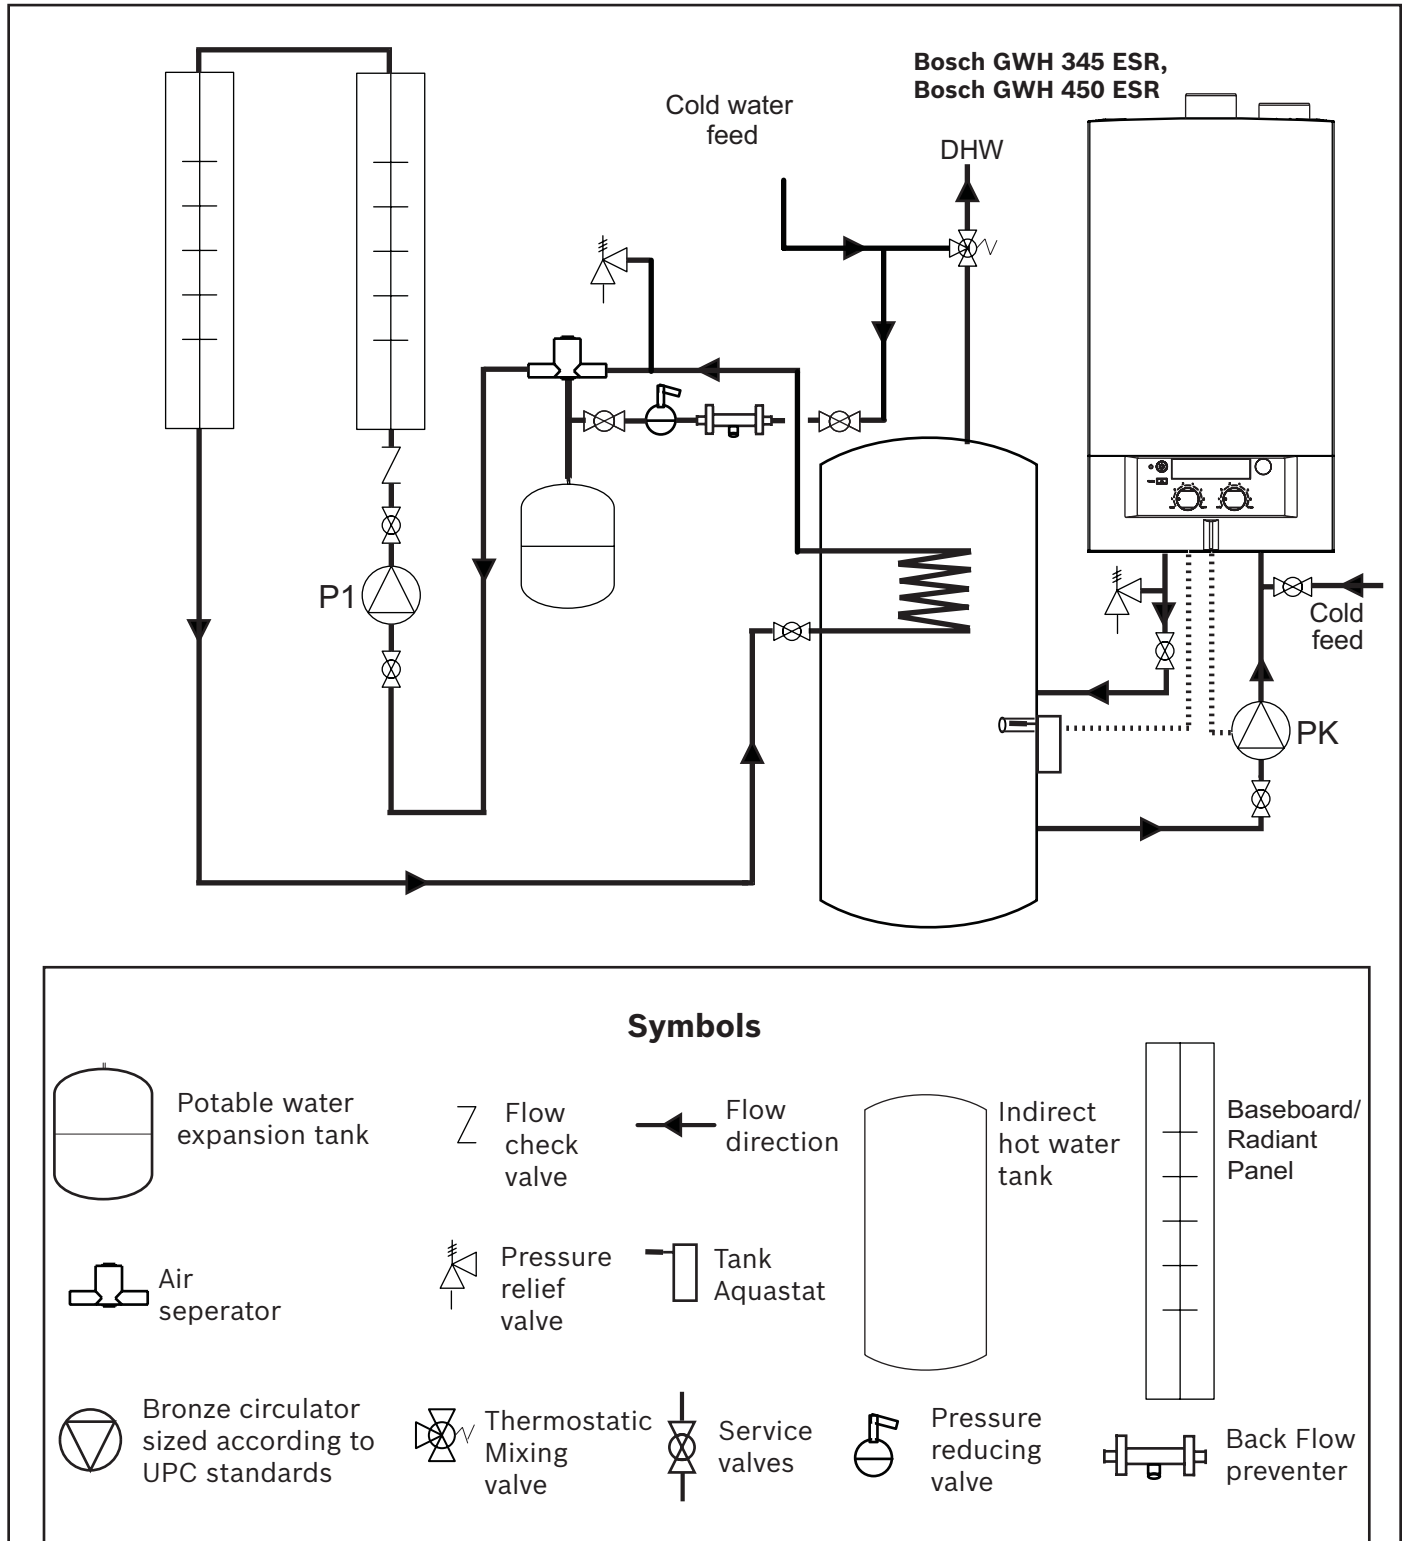 Bosch GWH 345 ESR,
Bosch GWH 450 ESR
Cold water
feed
DHW
P1
Cold
feed
PK
Symbols
Potable water
expansion tank
Flow
check
valve
Flow
direction
Indirect
hot water
tank
Baseboard/
Radiant
Panel
Air
seperator
Pressure
relief
valve
Tank
Aquastat
Bronze circulator
sized according to
UPC standards
Thermostatic
Mixing
valve
Service
valves
Pressure
reducing
valve
Back Flow
preventer